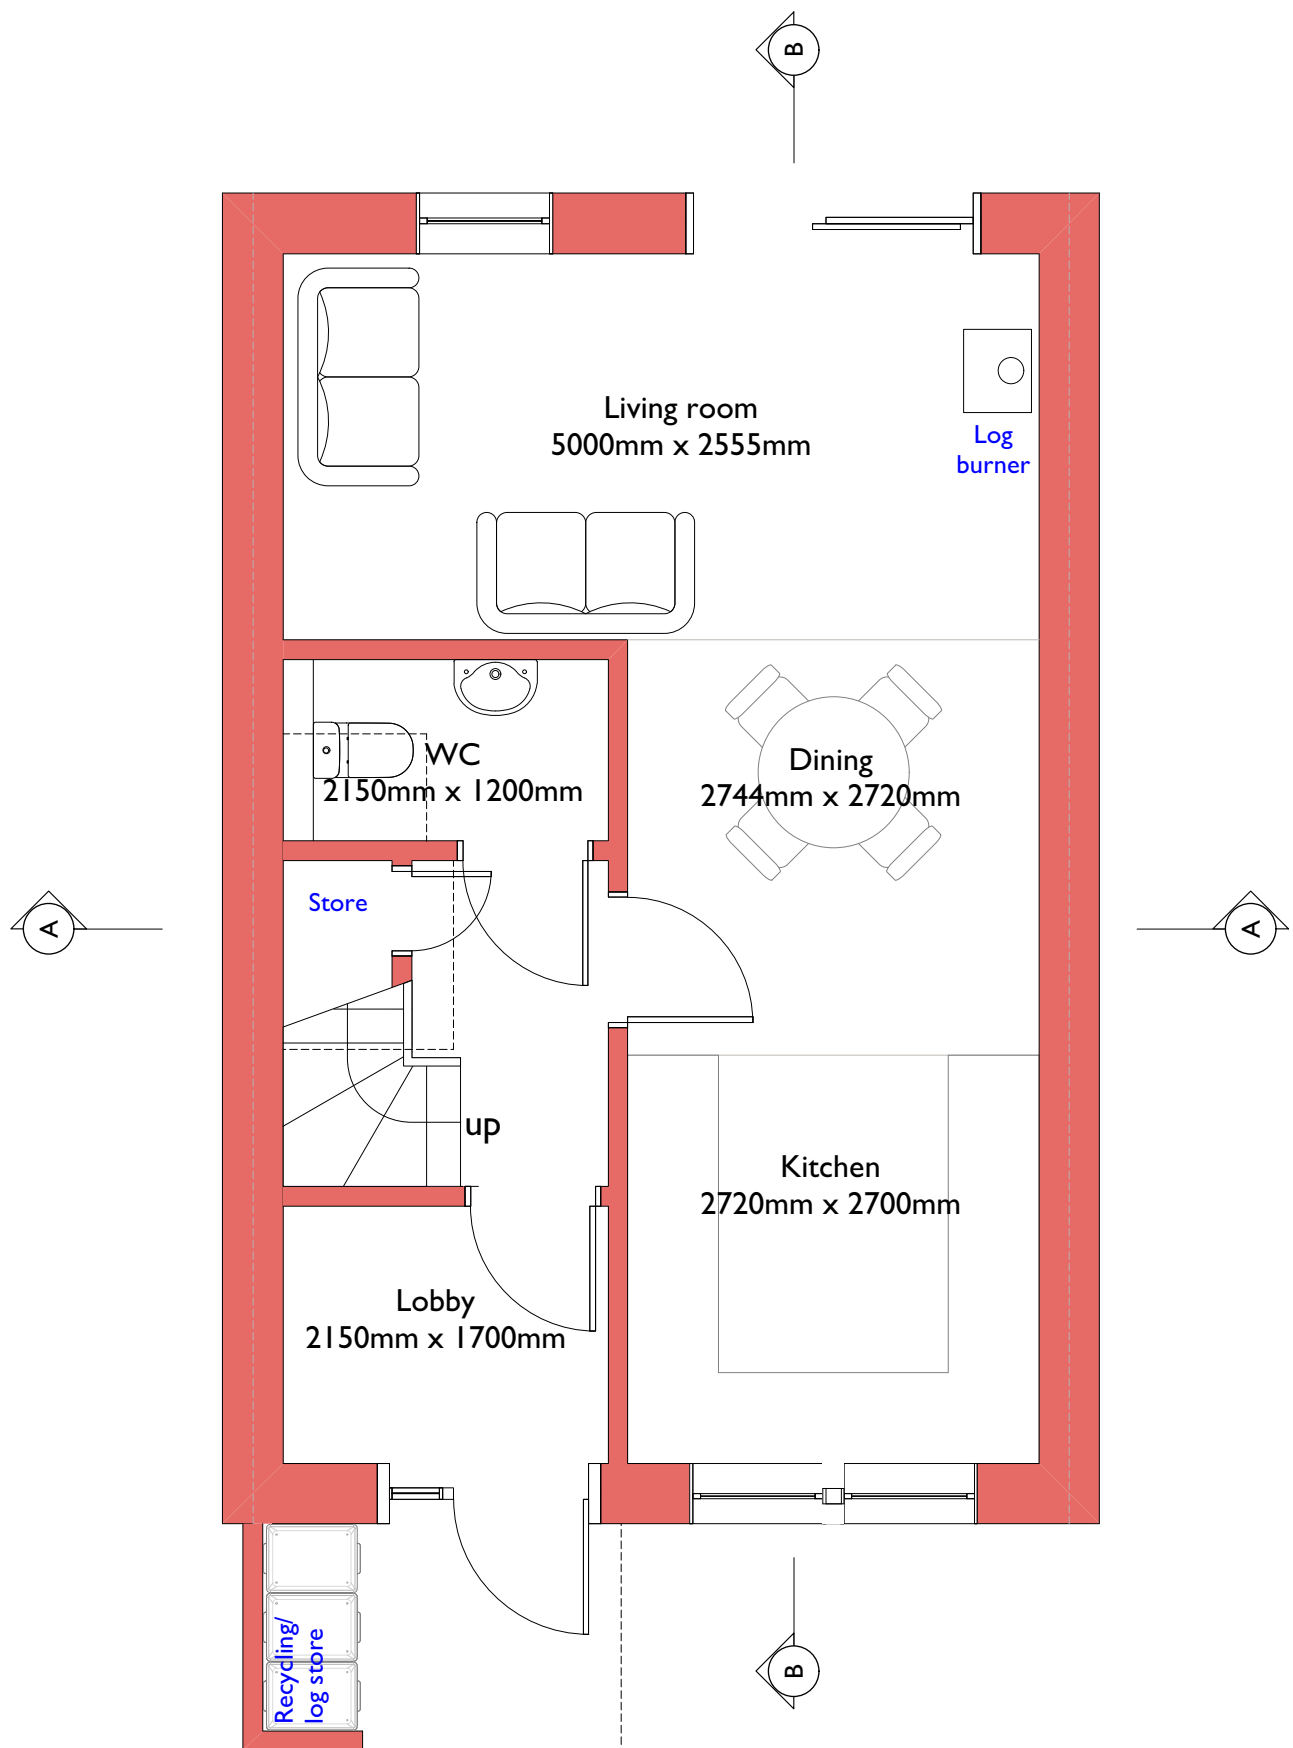 B
Living room
5000mm x 2555mm
Log
burner
WC
2150mm x 1200mm
Dining
2744mm x 2720mm
Store
A
A
up
Kitchen
2720mm x 2700mm
Lobby
2150mm x 1700mm
Recycling/
log store
B